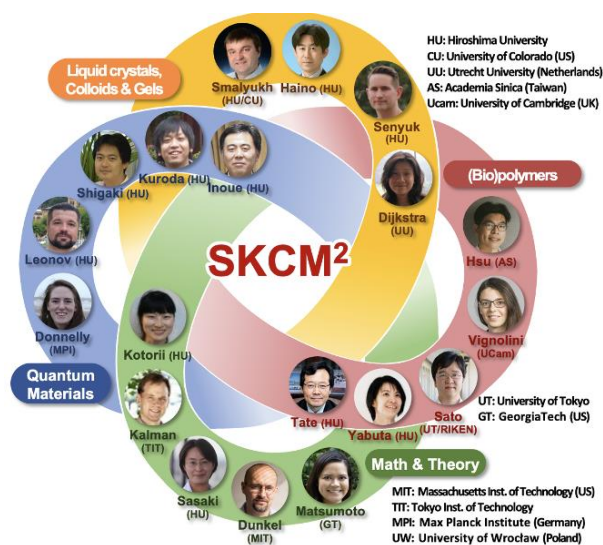 HU: Hiroshima University
CU: University of Colorado (US)
UU: Utrecht University (Netherlands)
AS: Academia Sinica (Taiwan)
Ucam: University of Cambridge (UK)
Liquid crystals,
Colloids & Gels
Smalyukh
(HU/CU)
Haino (HU)
Senyuk
(HU)
Shigaki (HU)
Kuroda (HU)
Inoue (HU)
(Bio)polymers
Dijkstra
(UU)
Leonov (HU)
SKCM²
Hsu (AS)
Donnelly
(MPI)
Kotorii (HU)
Vignolini
(UCam)
Quantum
Materials
Kalman
(TIT)
Tate (HU)
Yabuta (HU)
Sato
(UT/RIKEN)
UT: University of Tokyo
GT: GeorgiaTech (US)
Sasaki
(HU)
Dunkel
(MIT)
Matsumoto
(GT)
Math & Theory
MIT: Massachusetts Inst. of Technology (US)
TIT: Tokyo Inst. of Technology
MPI: Max Planck Institute (Germany)
UW: University of Wrocław (Poland)